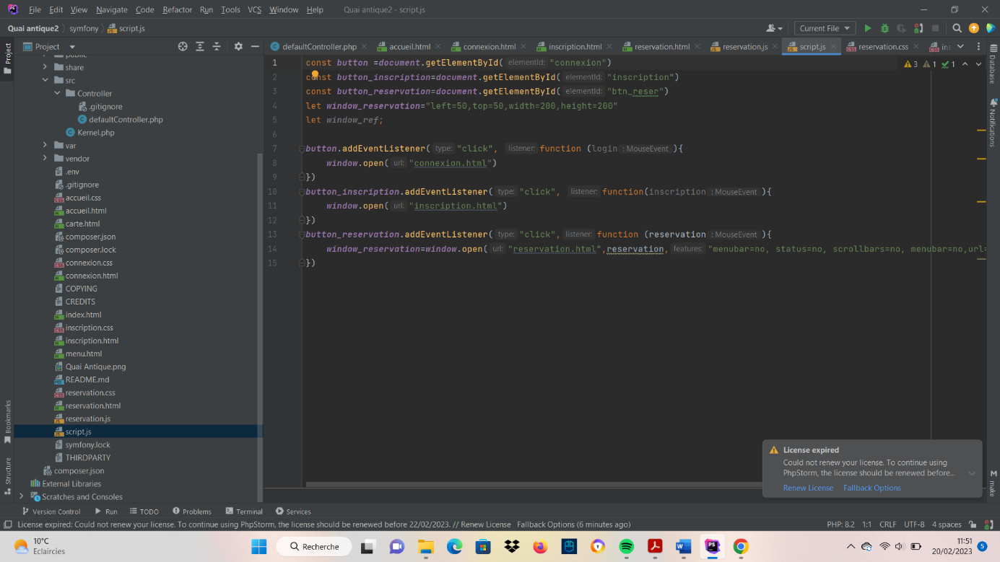 File Edit View Navigate Code Refactor Run Tools VCS Window Help Quai antique2 - script.js
Quai antique2 symfony script.js Current File
Project defaultController.php accueil.html connexion.html inscription.html reservation.html reservation.js script.js reservation.css
Project
Bookmarks
Structure
share
src
Controller
.gitignore
defaultController.php
Kernel.php
var
vendor
.env
.gitignore
accueil.css
accueil.html
carte.html
composer.json
composer.lock
connexion.css
connexion.html
COPYING
CREDITS
index.html
inscription.css
inscription.html
menu.html
Quai Antique.png
README.md
reservation.css
reservation.html
reservation.js
script.js
symfony.lock
THIRDPARTY
composer.json
External Libraries
Scratches and Consoles
1 const button =document.getElementById( elementId: "connexion")
2 const button_inscription=document.getElementById( elementId: "inscription")
3 const button_reservation=document.getElementById( elementId: "btn_reser")
4 let window_reservation="left=50,top=50,width=200,height=200"
5 let window_ref;
6
7 button.addEventListener( type: "click", listener: function (login : MouseEvent ){
8 window.open( url: "connexion.html")
9 })
10 button_inscription.addEventListener( type: "click", listener: function(inscription : MouseEvent ){
11 window.open( url: "inscription.html")
12 })
13 button_reservation.addEventListener( type: "click", listener: function (reservation : MouseEvent ){
14 window_reservation=window.open( url: "reservation.html",reservation, features: "menubar=no, status=no, scrollbars=no, menubar=no,url=
15 })
3 1 1
Database
Notifications
make
License expired
Could not renew your license. To continue using
PhpStorm, the license should be renewed before...
Renew License Fallback Options
Version Control Run TODO Problems Terminal Services
License expired: Could not renew your license. To continue using PhpStorm, the license should be renewed before 22/02/2023. // Renew License Fallback Options (6 minutes ago) PHP: 8.2 1:1 CRLF UTF-8 4 spaces
10°C
Eclaircies
Recherche
11:51
20/02/2023
5